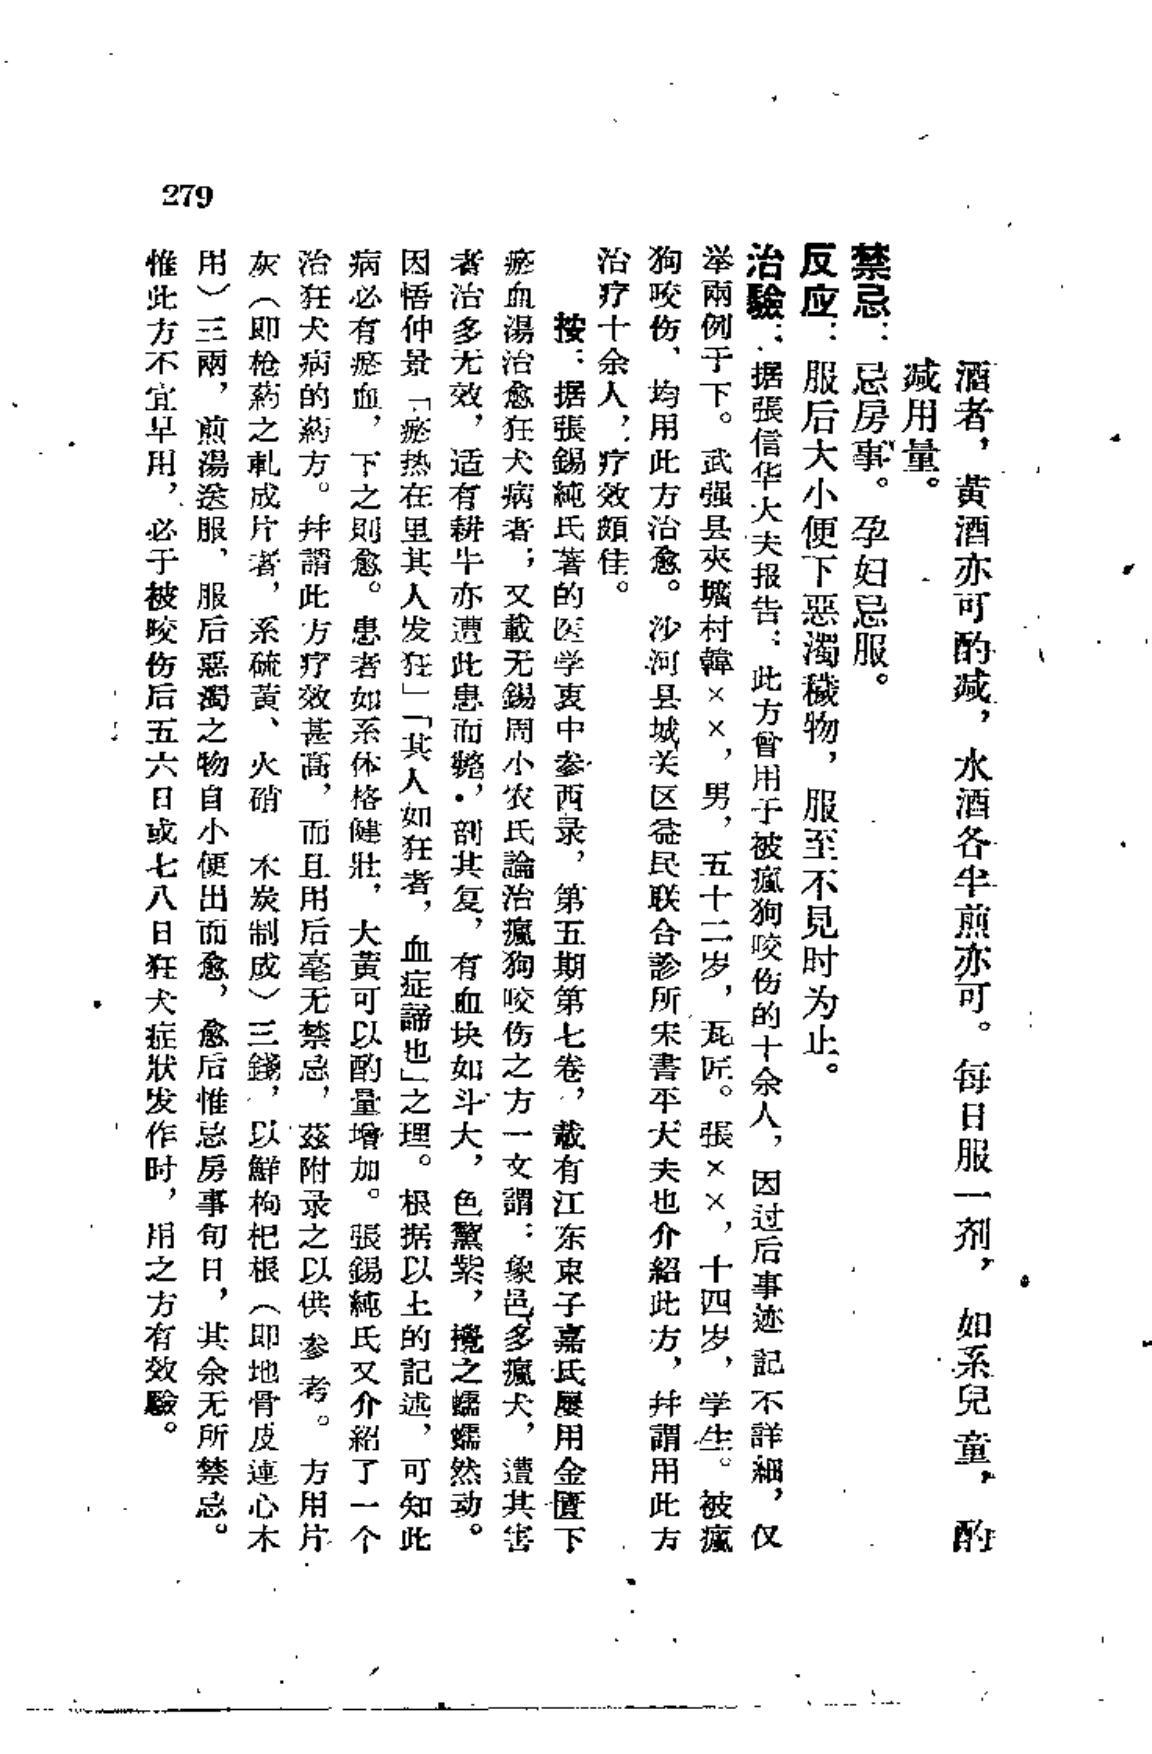 酒者，黃酒亦可酌减，水酒各半煎亦可。每日服一剂，如系兒童，酌
减用量。
禁忌：忌房事。孕妇忌服。
反应：服后大小便下惡濁穢物，服至不見时为止。
治驗：据張信华大夫报告：此方曾用于被瘋狗咬伤的十余人，因过后事迹記不詳細，仅
举兩例于下。武强县夾壙村韓××，男，五十二岁，瓦匠。張××，十四岁，学生。被瘋
狗咬伤、均用此方治愈。沙河县城关区益民联合診所宋書平大夫也介紹此方，幷謂用此方
治疗十余人，疗效頗佳。
按：据張錫純氏著的医学衷中参西录，第五期第七卷，載有江东束子嘉氏屡用金匱下
瘀血湯治愈狂犬病者；又載无錫周小农氏論治瘋狗咬伤之方一文謂：象邑多瘋犬，遭其害
者治多无效，适有耕牛亦遭此患而斃，剖其复，有血块如斗大，色黧紫，攪之蠕蠕然动。
因悟仲景「瘀热在里其人发狂」「其人如狂者，血症諦也」之理。根据以上的記述，可知此
病必有瘀血，下之則愈。患者如系体格健壯，大黃可以酌量增加。張錫純氏又介紹了一个
治狂犬病的葯方。幷謂此方疗效甚高，而且用后毫无禁忌，茲附录之以供参考。方用片
灰（即枪葯之軋成片者，系硫黃、火硝 木炭制成）三錢，以鮮枸杞根（即地骨皮連心木
用）三兩，煎湯送服，服后惡濁之物自小便出而愈，愈后惟忌房事旬日，其余无所禁忌。
惟此方不宜早用，必于被咬伤后五六日或七八日狂犬症狀发作时，用之方有效驗。
279